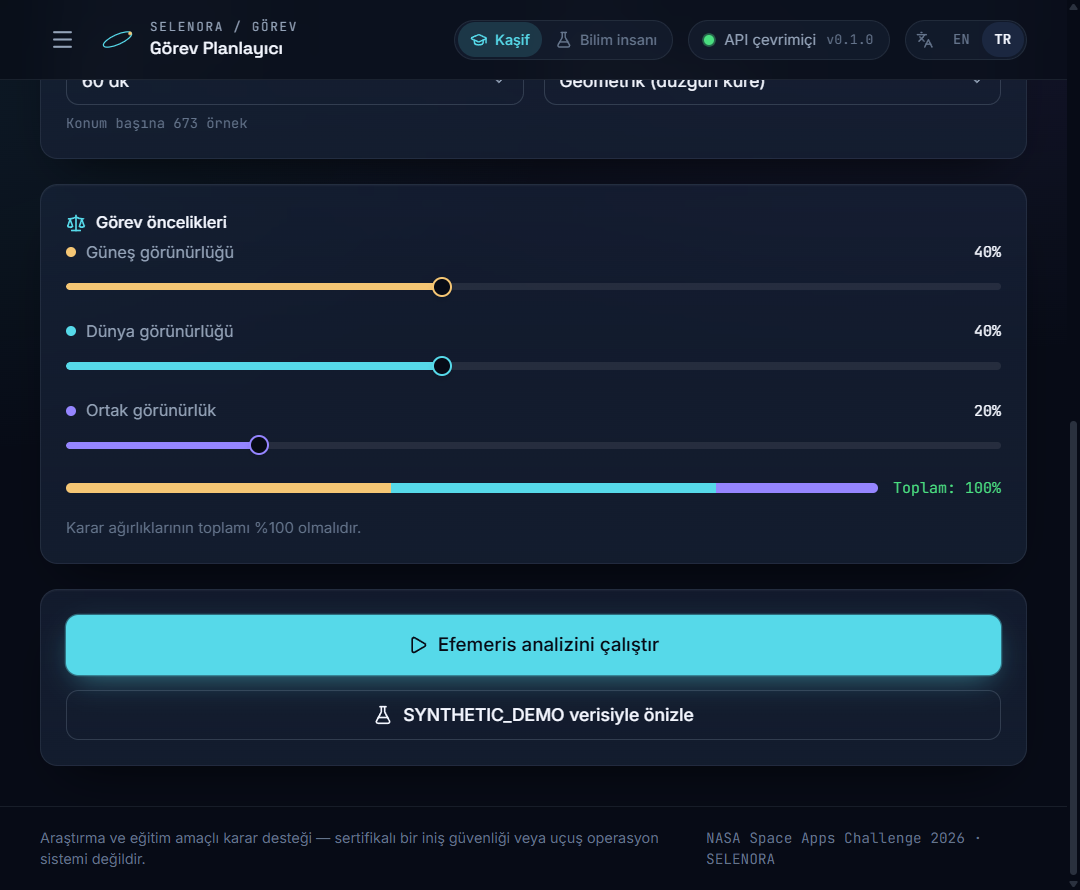 SELENORA / GÖREV
Görev Planlayıcı
Kaşif
Bilim insanı
API çevrimiçi v0.1.0
EN
TR
60 dk
Geometrik (düzgün küre)
Konum başına 673 örnek
Görev öncelikleri
Güneş görünürlüğü 40%
Dünya görünürlüğü 40%
Ortak görünürlük 20%
Toplam: 100%
Karar ağırlıklarının toplamı %100 olmalıdır.
Efemeris analizini çalıştır
SYNTHETIC_DEMO verisiyle önizle
Araştırma ve eğitim amaçlı karar desteği — sertifikalı bir iniş güvenliği veya uçuş operasyon
sistemi değildir.
NASA Space Apps Challenge 2026 ·
SELENORA